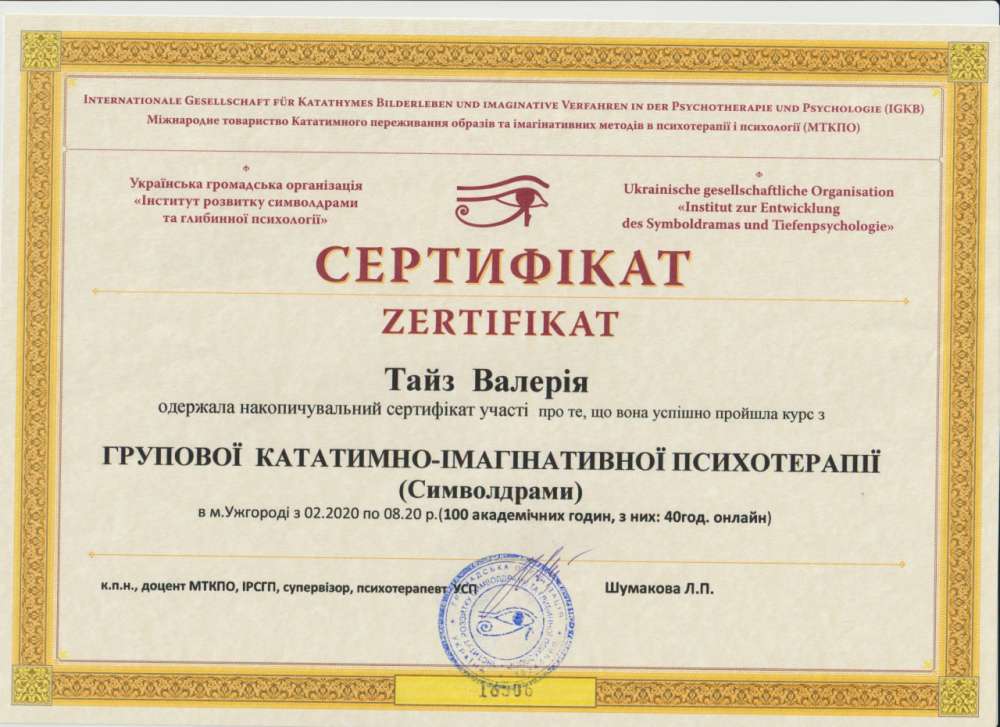 Internationale Gesellschaft für Katathymes Bilderleben und imaginative Verfahren in der Psychotherapie und Psychologie (IGKB)
Міжнародне товариство Кататимного переживання образів та імагінативних методів в психотерапії і психології (МТКПО)
Українська громадська організація
«Інститут розвитку символдрами
та глибинної психології»
Ukrainische gesellschaftliche Organisation
«Institut zur Entwicklung
des Symboldramas und Tiefenpsychologie»
СЕРТИФІКАТ
ZERTIFIKAT
Тайз Валерія
одержала накопичувальний сертифікат участі про те, що вона успішно пройшла курс з
ГРУПОВОЇ КАТАТИМНО-ІМАГІНАТИВНОЇ ПСИХОТЕРАПІЇ
(Символдрами)
в м.Ужгороді з 02.2020 по 08.20 р.(100 академічних годин, з них: 40год. онлайн)
к.п.н., доцент МТКПО, ІРСГП, супервізор, психотерапевт УСП
Шумакова Л.П.